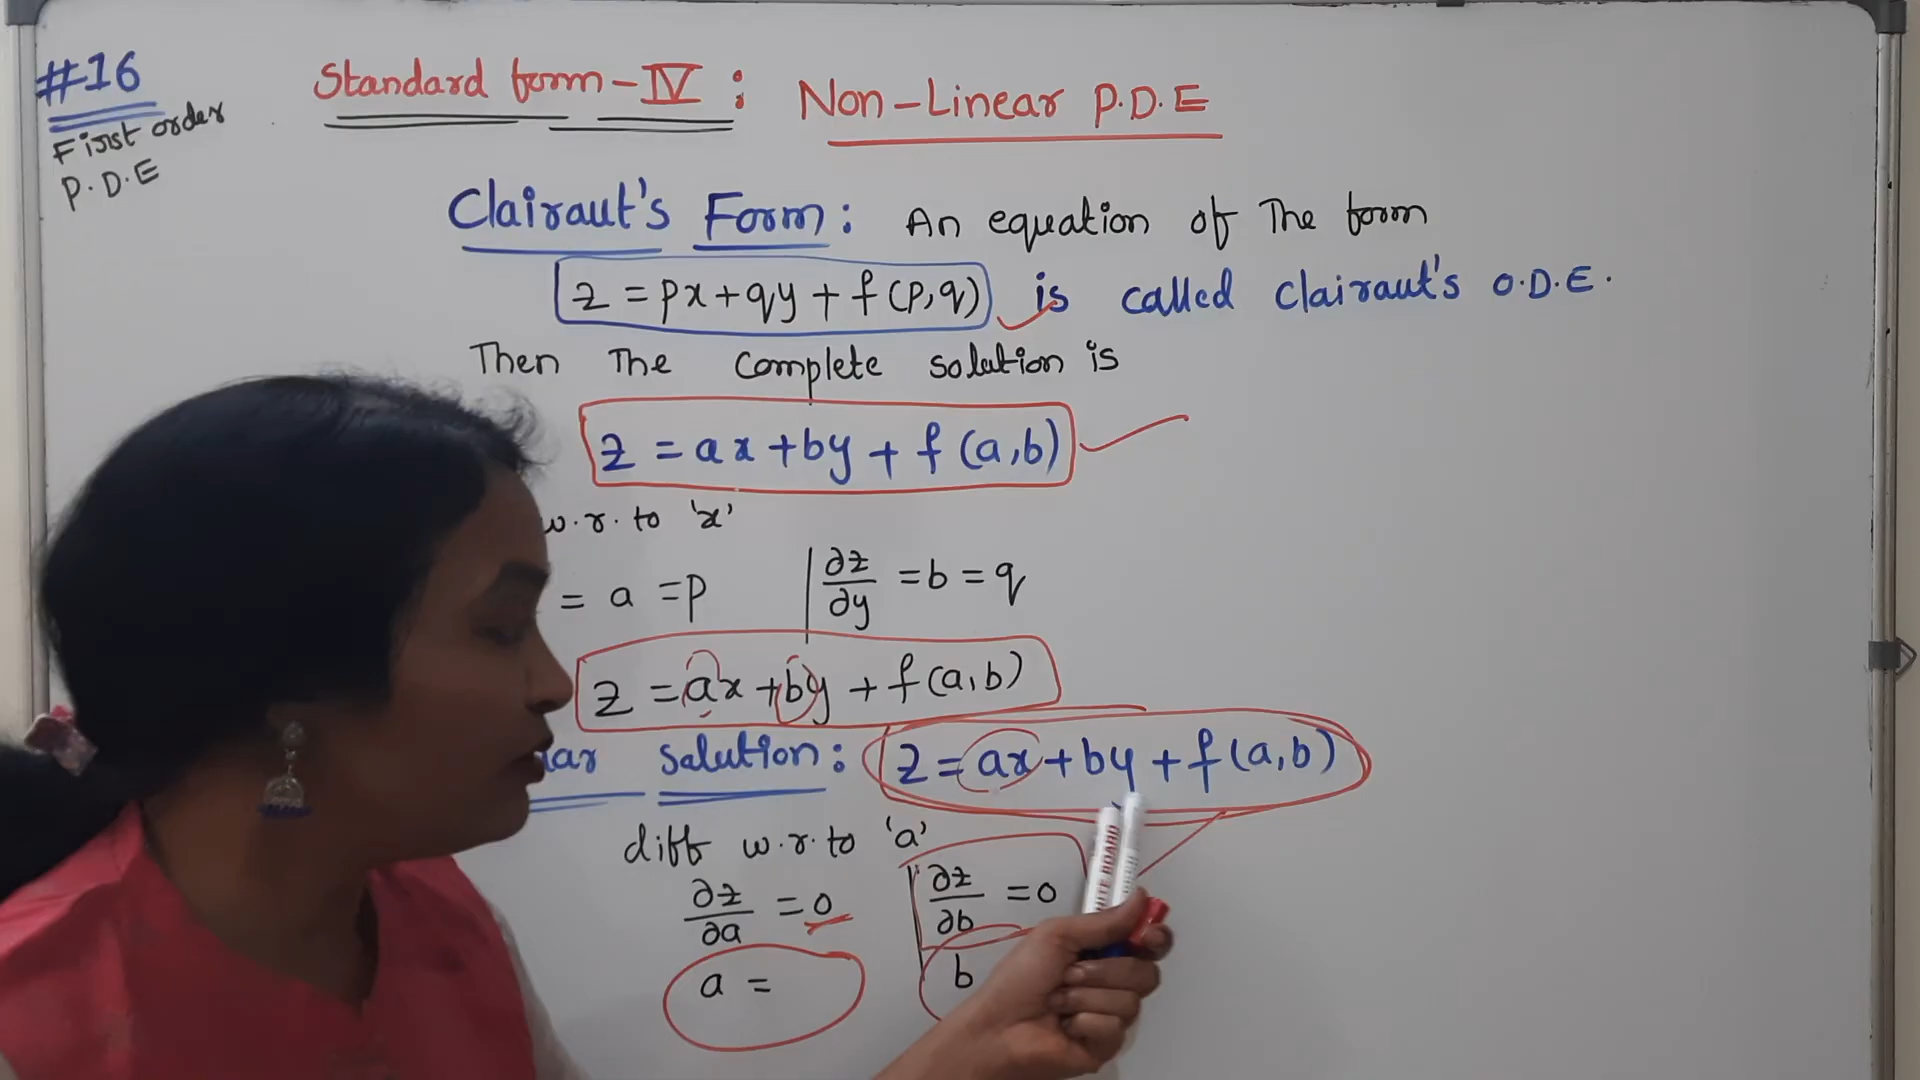 #16
First order
P.D.E
Standard form-IV: Non-Linear P.D.E
Clairaut's Form: An equation of The form
z = px+qy+f(p,q) is called Clairaut's O.D.E.
Then The complete solution is
z = ax+by+f(a,b)
w.r.to 'x'
= a = p | ∂z/∂y = b = q
z = ax+by+f(a,b)
solution: z = ax+by+f(a,b)
diff w.r.to 'a'
∂z/∂a = 0 | ∂z/∂b = 0
a = b